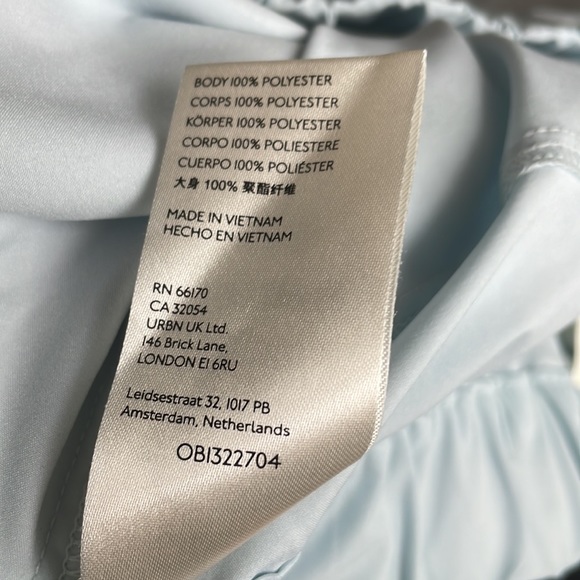 BODY 100% POLYESTER
CORPS 100% POLYESTER
KÖRPER 100% POLYESTER
CORPO 100% POLIESTERE
CUERPO 100% POLIÉSTER
大身 100% 聚酯纤维
MADE IN VIETNAM
HECHO EN VIETNAM
RN 66170
CA 32054
URBN UK Ltd.
146 Brick Lane,
LONDON E1 6RU
Leidsestraat 32, 1017 PB
Amsterdam, Netherlands
OB1322704